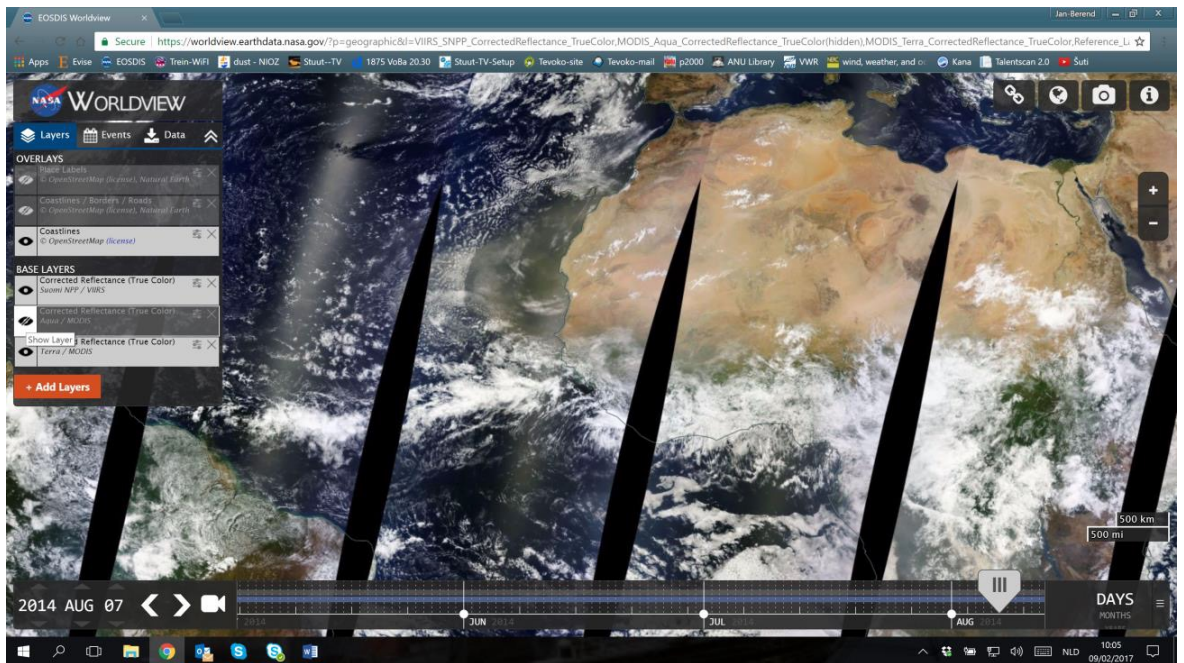 EOSDIS Worldview
Jan-Berend
Secure https://worldview.earthdata.nasa.gov/?p=geographic&l=VIIRS_SNPP_CorrectedReflectance_TrueColor,MODIS_Aqua_CorrectedReflectance_TrueColor(hidden),MODIS_Terra_CorrectedReflectance_TrueColor,Reference_L
Apps Evise EOSDIS Trein-WiFI dust - NIOZ Stuut--TV 1875 VoBa 20.30 Stuut-TV-Setup Tevoko-site Tevoko-mail p2000 ANU Library VWR wind, weather, and o Kana Talentscan 2.0 Šuti
NASA WORLDVIEW
Layers Events Data
OVERLAYS
Place Labels
© OpenStreetMap (license), Natural Earth
Coastlines / Borders / Roads
© OpenStreetMap (license), Natural Earth
Coastlines
© OpenStreetMap (license)
BASE LAYERS
Corrected Reflectance (True Color)
Suomi NPP / VIIRS
Corrected Reflectance (True Color)
Aqua / MODIS
Show Layer d Reflectance (True Color)
Terra / MODIS
+ Add Layers
+
-
500 km
500 mi
2014 AUG 07
2014 JUN 2014 JUL 2014 AUG 2014
DAYS
MONTHS
NLD
10:05
09/02/2017